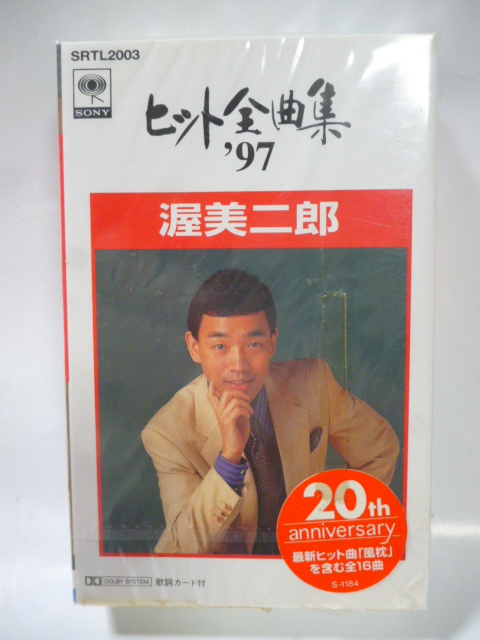 SRTL2003
SONY
ヒット全曲集
'97
渥美二郎
20th
anniversary
最新ヒット曲「風枕」
を含む全16曲
S-1184
DOLBY SYSTEM 歌詞カード付